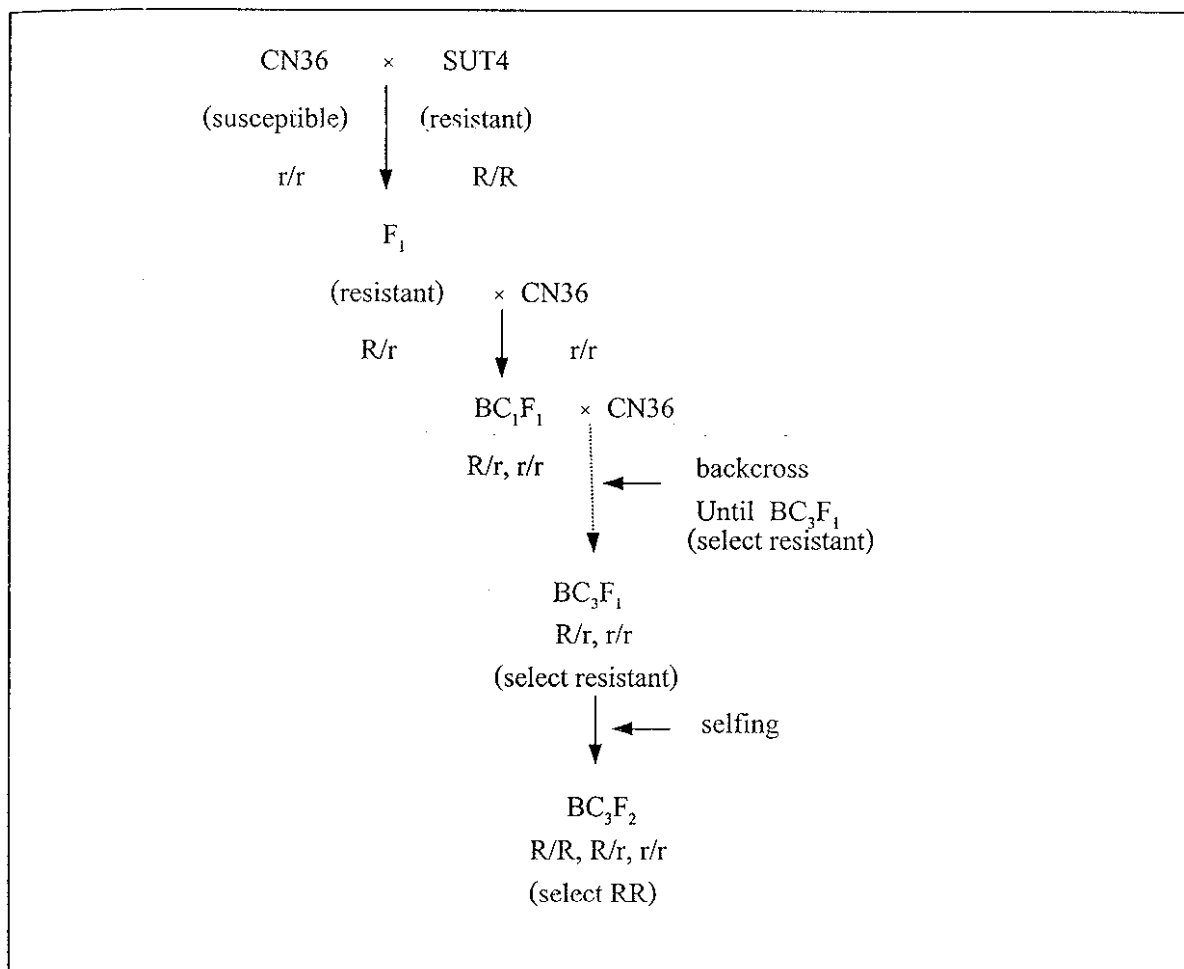 CN36 × SUT4
(susceptible) (resistant)
r/r R/R
F₁
(resistant) × CN36
R/r r/r
BC₁F₁ × CN36
R/r, r/r
backcross
Until BC₃F₁
(select resistant)
BC₃F₁
R/r, r/r
(select resistant)
selfing
BC₃F₂
R/R, R/r, r/r
(select RR)